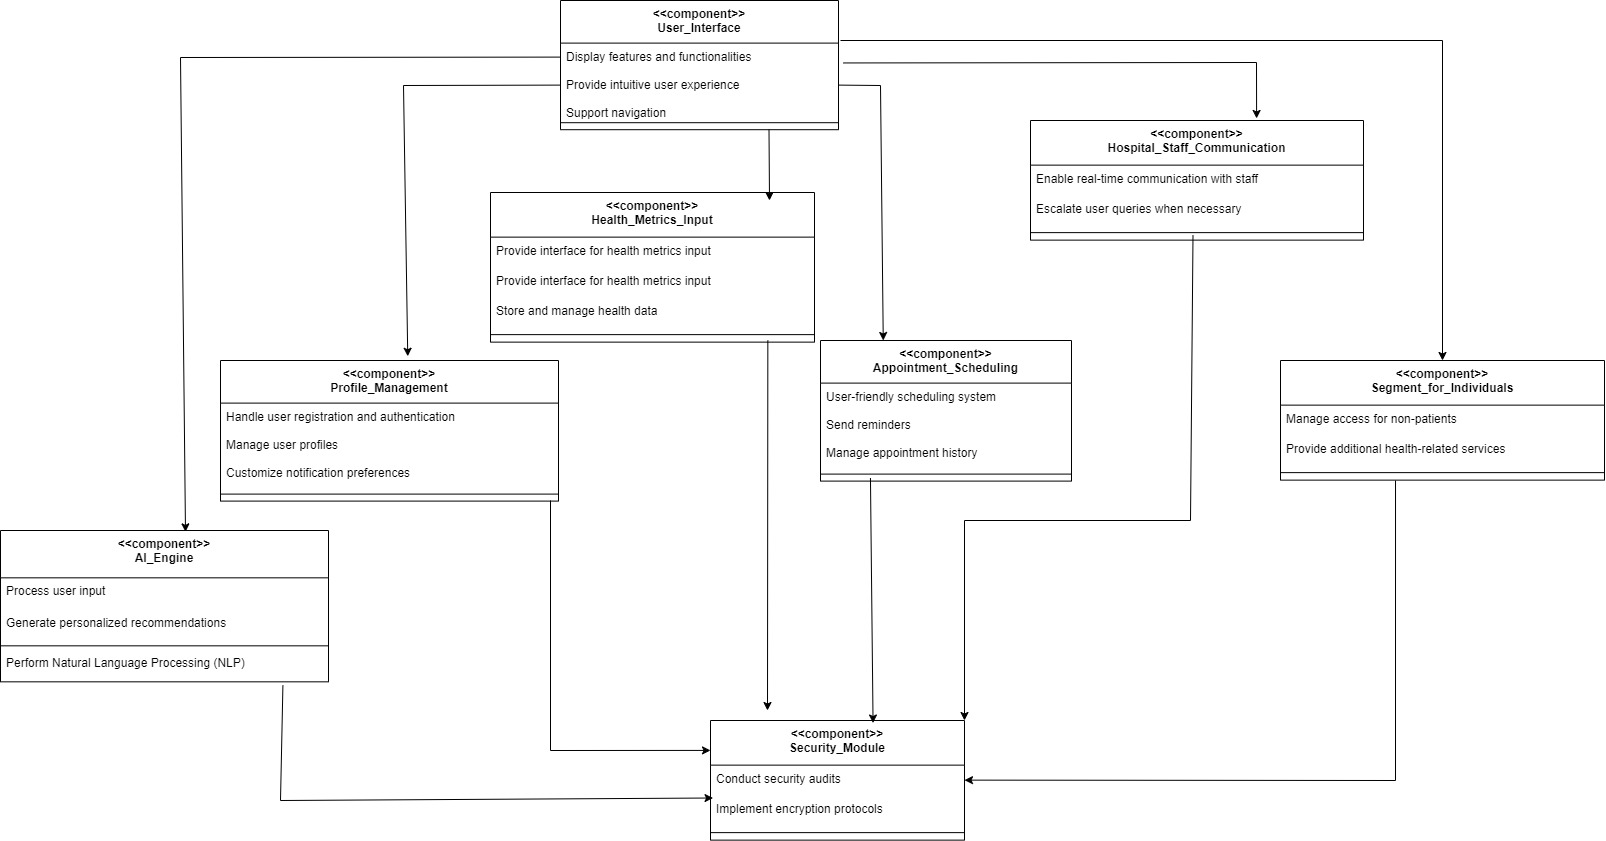 <<component>>
User_Interface
Display features and functionalities
Provide intuitive user experience
Support navigation
<<component>>
Hospital_Staff_Communication
Enable real-time communication with staff
Escalate user queries when necessary
<<component>>
Health_Metrics_Input
Provide interface for health metrics input
Provide interface for health metrics input
Store and manage health data
<<component>>
Profile_Management
Handle user registration and authentication
Manage user profiles
Customize notification preferences
<<component>>
Appointment_Scheduling
User-friendly scheduling system
Send reminders
Manage appointment history
<<component>>
Segment_for_Individuals
Manage access for non-patients
Provide additional health-related services
<<component>>
AI_Engine
Process user input
Generate personalized recommendations
Perform Natural Language Processing (NLP)
<<component>>
Security_Module
Conduct security audits
Implement encryption protocols